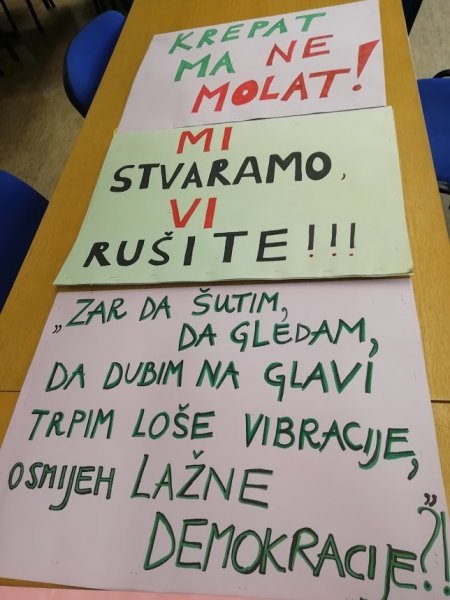 KREPAT
MA NE
MOLAT!
MI
STVARAMO,
VI
RUŠITE!!!
„ZAR DA ŠUTIM,
DA GLEDAM,
DA DUBIM NA GLAVI
TRPIM LOŠE VIBRACIJE,
OSMIJEH LAŽNE
DEMOKRACIJE”?!